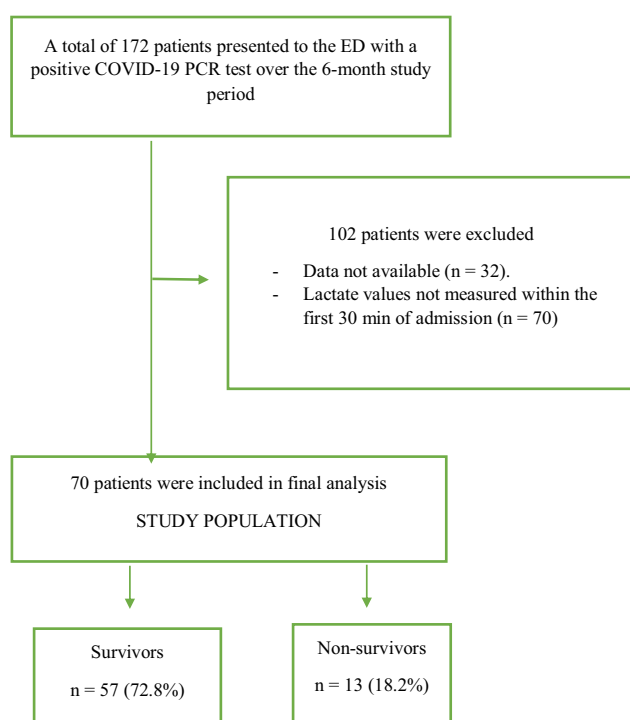 A total of 172 patients presented to the ED with a
positive COVID-19 PCR test over the 6-month study
period
102 patients were excluded
- Data not available (n = 32).
- Lactate values not measured within the
first 30 min of admission (n = 70)
70 patients were included in final analysis
STUDY POPULATION
Survivors
n = 57 (72.8%)
Non-survivors
n = 13 (18.2%)